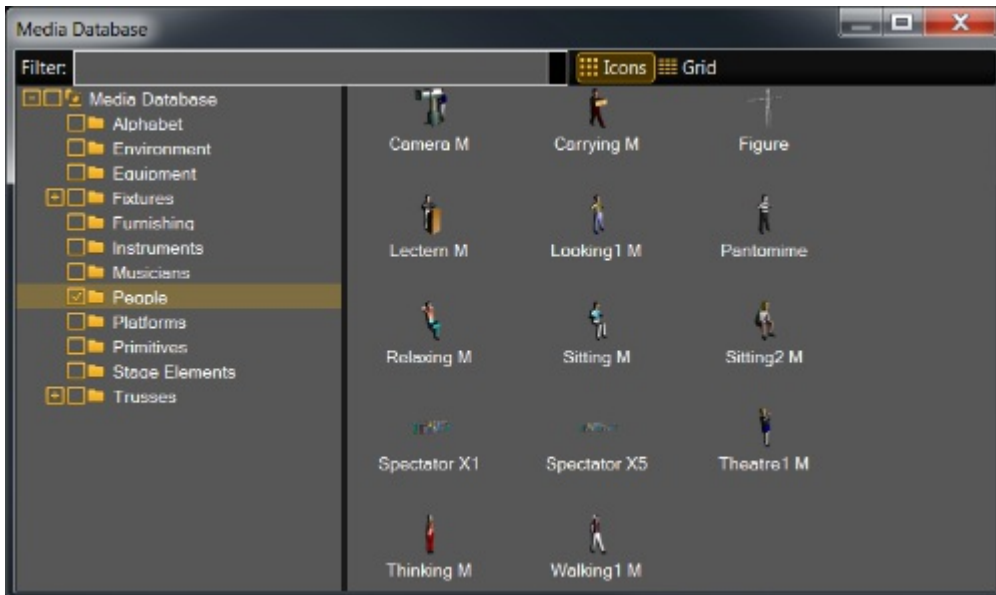 Media Database
Filter:
Icons
Grid
Media Database
Alphabet
Environment
Equipment
Fixtures
Furnishing
Instruments
Musicians
People
Platforms
Primitives
Stage Elements
Trusses
Camera M
Carrying M
Figure
Lectern M
Looking1 M
Pantomime
Relaxing M
Sitting M
Sitting2 M
Spectator X1
Spectator X5
Theatre1 M
Thinking M
Walking1 M